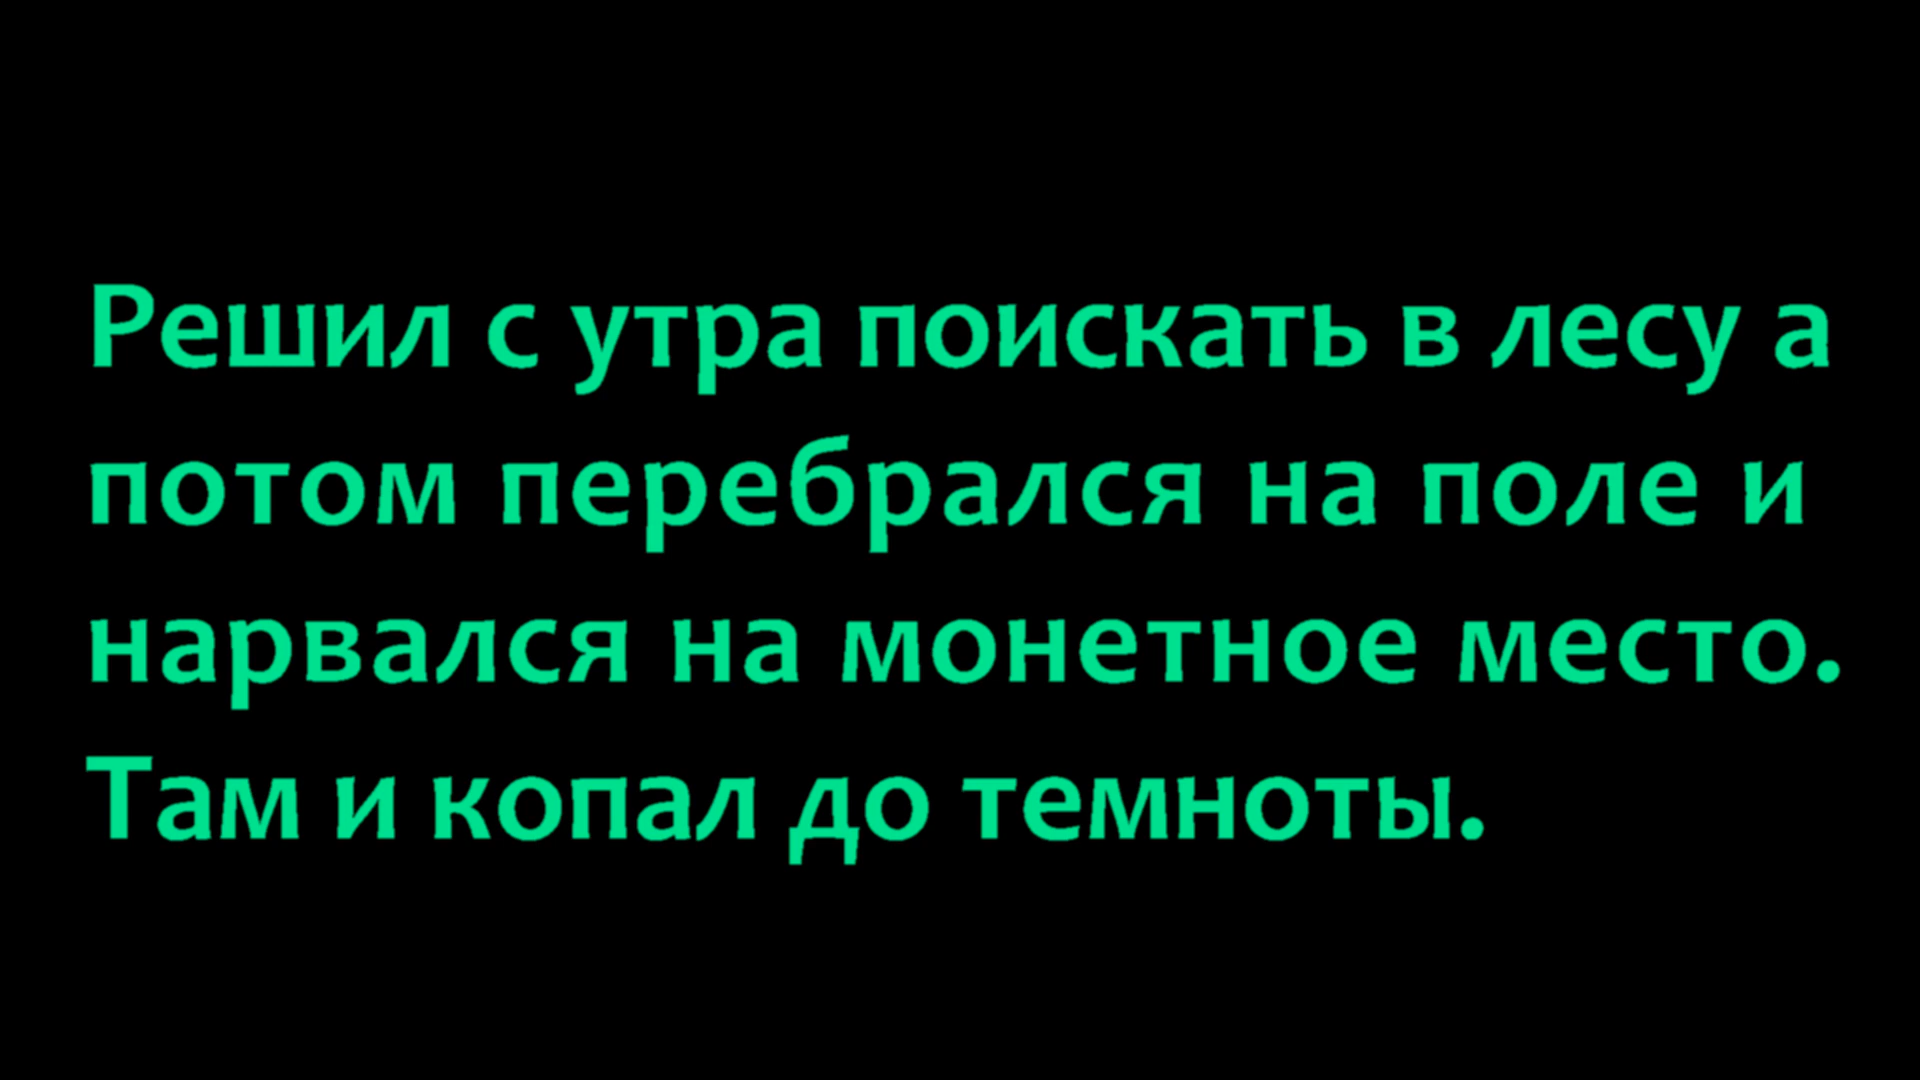 Решил с утра поискать в лесу а
потом перебрался на поле и
нарвался на монетное место.
Там и копал до темноты.